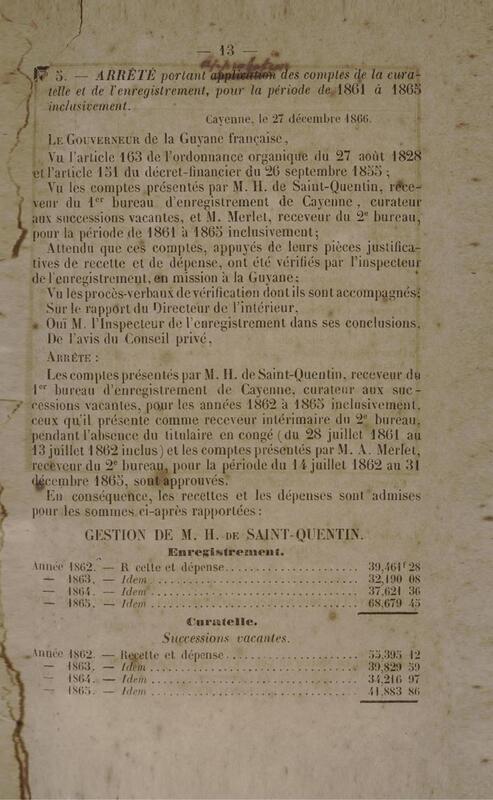 — 13 —
approbation
N° 5. — ARRÊTÉ portant application des comptes de la cura-
telle et de l'enregistrement, pour la période de 1861 à 1865
inclusivement.
Cayenne, le 27 décembre 1866.
LE GOUVERNEUR de la Guyane française,
Vu l'article 163 de l'ordonnance organique du 27 août 1828
et l'article 151 du décret-financier du 26 septembre 1855 ;
Vu les comptes présentés par M. H. de Saint-Quentin, rece-
veur du 1er bureau d'enregistrement de Cayenne, curateur
aux successions vacantes, et M. Merlet, receveur du 2e bureau,
pour la période de 1861 à 1865 inclusivement;
Attendu que ces comptes, appuyés de leurs pièces justifica-
tives de recette et de dépense, ont été vérifiés par l'inspecteur
de l'enregistrement, en mission à la Guyane;
Vu les procès-verbaux de vérification dont ils sont accompagnés;
Sur le rapport du Directeur de l'intérieur,
Ouï M. l'Inspecteur de l'enregistrement dans ses conclusions,
De l'avis du Conseil privé,
ARRÊTE :
Les comptes présentés par M. H. de Saint-Quentin, receveur du
1er bureau d'enregistrement de Cayenne, curateur aux suc-
cessions vacantes, pour les années 1862 à 1865 inclusivement,
ceux qu'il présente comme receveur intérimaire du 2e bureau,
pendant l'absence du titulaire en congé (du 28 juillet 1861 au
13 juillet 1862 inclus) et les comptes présentés par M. A. Merlet,
receveur du 2e bureau, pour la période du 14 juillet 1862 au 31
décembre 1865, sont approuvés.
En conséquence, les recettes et les dépenses sont admises
pour les sommes ci-après rapportées :
GESTION DE M. H. DE SAINT-QUENTIN.
Enregistrement.
Année 1862. — R cette et dépense.................... 39,461f 28
— 1863. — Idem.............................. 32,190 08
— 1864. — Idem.............................. 37,621 36
— 1865. — Idem.............................. 68,679 45
Curatelle.
Successions vacantes.
Année 1862. — Recette et dépense.................... 55,395 12
— 1863. — Idem.............................. 39,829 59
— 1864. — Idem.............................. 34,216 97
— 1865. — Idem.............................. 41,883 86